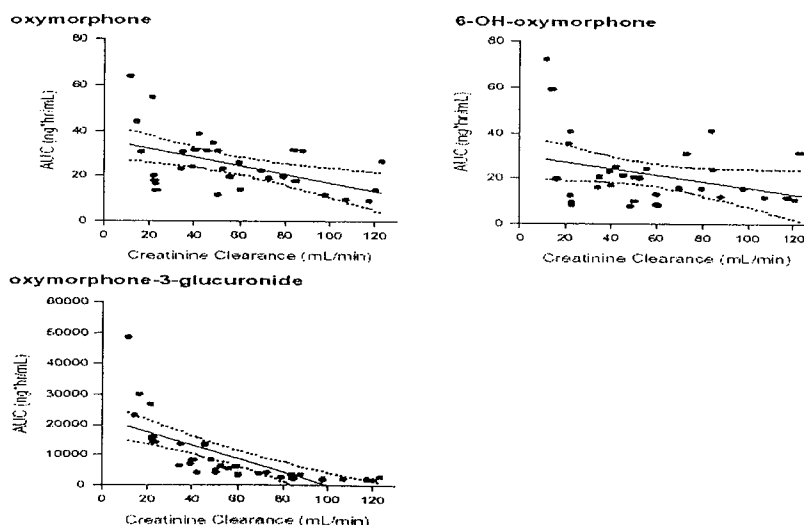 oxymorphone
80
60
40
20
0
AUC (ng*hr/mL)
0 20 40 60 80 100 120
Creatinine Clearance (mL/min)
6-OH-oxymorphone
80
60
40
20
0
AUC (ng*hr/mL)
0 20 40 60 80 100 120
Creatinine Clearance (mL/min)
oxymorphone-3-glucuronide
60000
50000
40000
30000
20000
10000
0
AUC (ng*hr/mL)
0 20 40 60 80 100 120
Creatinine Clearance (mL/min)